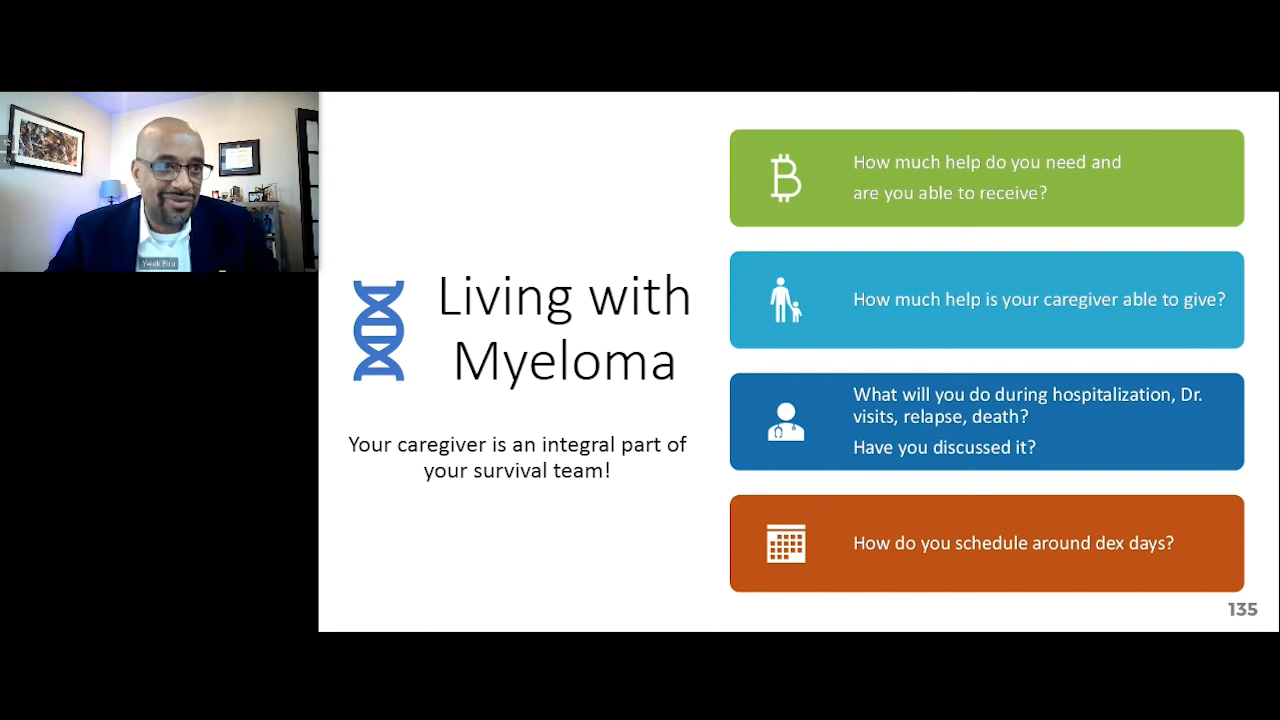 Yelak Biru
Living with
Myeloma
Your caregiver is an integral part of
your survival team!
How much help do you need and
are you able to receive?
How much help is your caregiver able to give?
What will you do during hospitalization, Dr.
visits, relapse, death?
Have you discussed it?
How do you schedule around dex days?
135